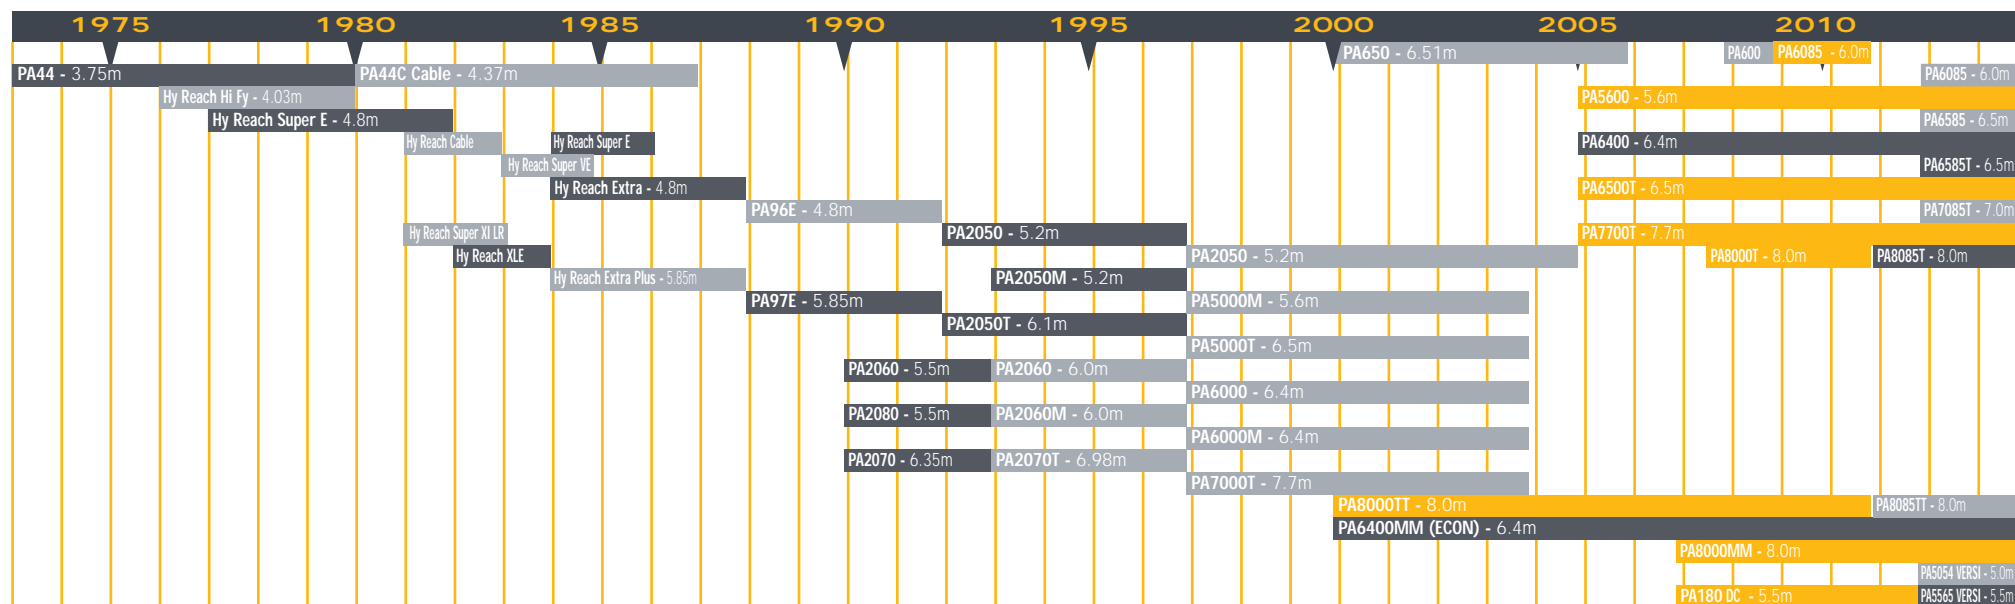 1975 1980 1985 1990 1995 2000 2005 2010
PA650 - 6.51m PA600 PA6085 - 6.0m
PA44 - 3.75m PA44C Cable - 4.37m PA6085 - 6.0m
Hy Reach Hi Fy - 4.03m PA5600 - 5.6m
Hy Reach Super E - 4.8m PA6585 - 6.5m
Hy Reach Cable Hy Reach Super E PA6400 - 6.4m
Hy Reach Super VE PA6585T - 6.5m
Hy Reach Extra - 4.8m PA6500T - 6.5m
PA96E - 4.8m PA7085T - 7.0m
Hy Reach Super XI LR PA2050 - 5.2m PA7700T - 7.7m
Hy Reach XLE PA2050 - 5.2m PA8000T - 8.0m PA8085T - 8.0m
Hy Reach Extra Plus - 5.85m PA2050M - 5.2m
PA97E - 5.85m PA5000M - 5.6m
PA2050T - 6.1m
PA5000T - 6.5m
PA2060 - 5.5m PA2060 - 6.0m
PA6000 - 6.4m
PA2080 - 5.5m PA2060M - 6.0m
PA6000M - 6.4m
PA2070 - 6.35m PA2070T - 6.98m
PA7000T - 7.7m
PA8000TT - 8.0m PA8085TT - 8.0m
PA6400MM (ECON) - 6.4m
PA8000MM - 8.0m
PA5054 VERSI - 5.0m
PA180 DC - 5.5m PA5565 VERSI - 5.5m